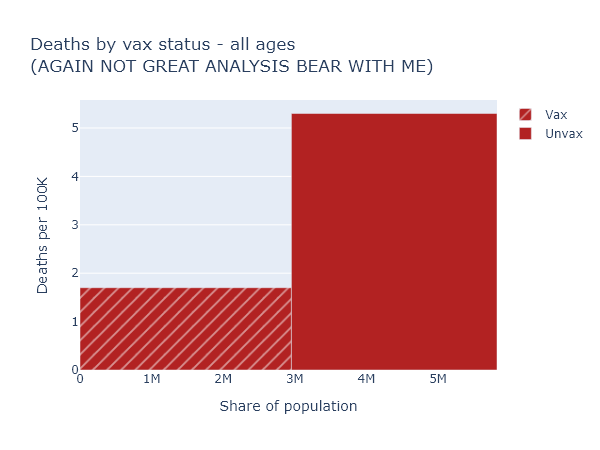 Deaths by vax status - all ages
(AGAIN NOT GREAT ANALYSIS BEAR WITH ME)
Vax
Unvax
5
4
3
2
1
0
Deaths per 100K
0 1M 2M 3M 4M 5M
Share of population